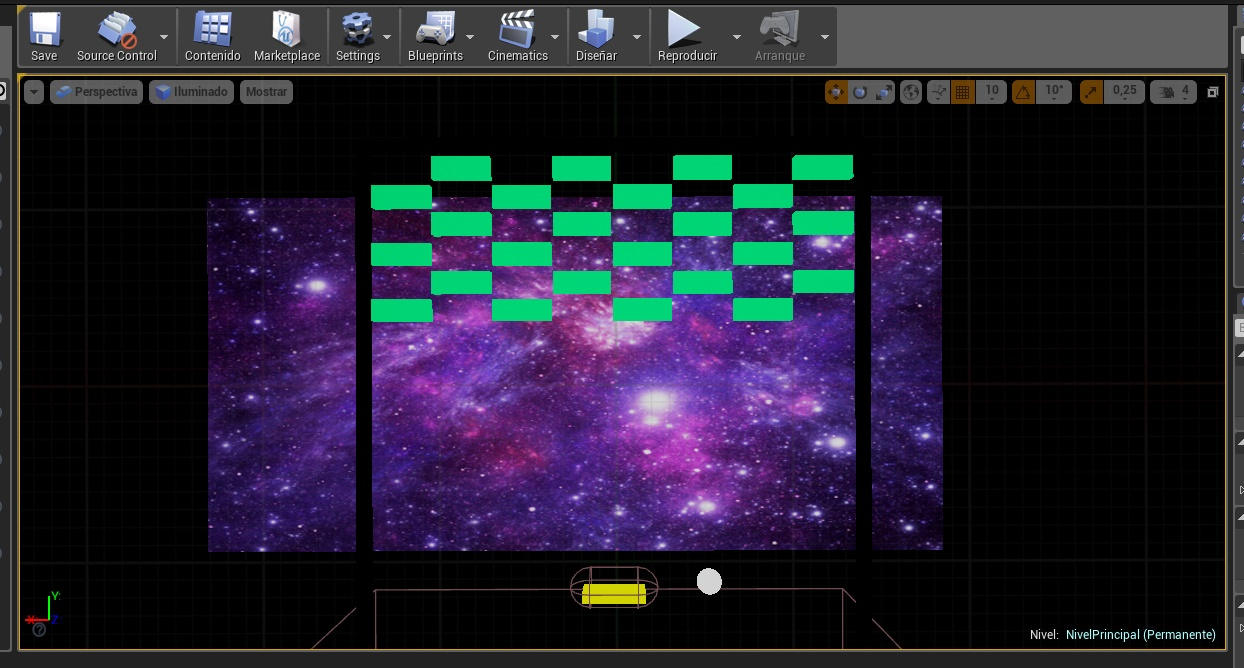 Save Source Control Contenido Marketplace Settings Blueprints Cinematics Diseñar Reproducir Arranque
Perspectiva Iluminado Mostrar 10 10° 0,25 4
Y
X Z
Nivel: NivelPrincipal (Permanente)